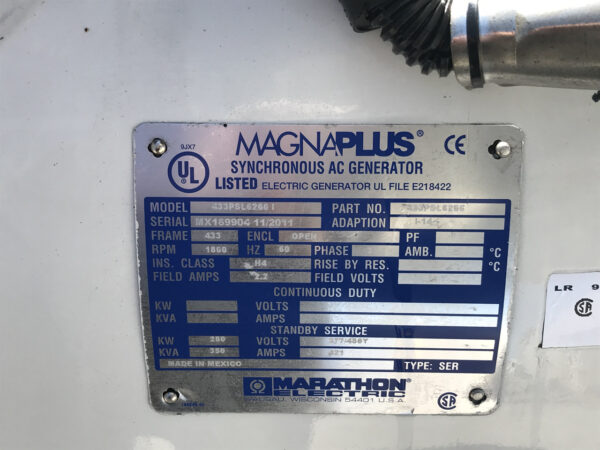 9JX7
MAGNAPLUS® CE
SYNCHRONOUS AC GENERATOR
UL LISTED ELECTRIC GENERATOR UL FILE E218422
MODEL PART NO.
SERIAL MX169904 11/2011 ADAPTION
FRAME 433 ENCL OPEN PF
RPM 1800 HZ 60 PHASE AMB. °C
INS. CLASS H4 RISE BY RES. °C
FIELD AMPS 2.2 FIELD VOLTS
CONTINUOUS DUTY
KW VOLTS
KVA AMPS
STANDBY SERVICE
KW 280 VOLTS 277-480Y
KVA 350 AMPS 421
MADE IN MEXICO TYPE: SER
MARATHON®
ELECTRIC
WAUSAU, WISCONSIN 54401 U.S.A.
LR 9